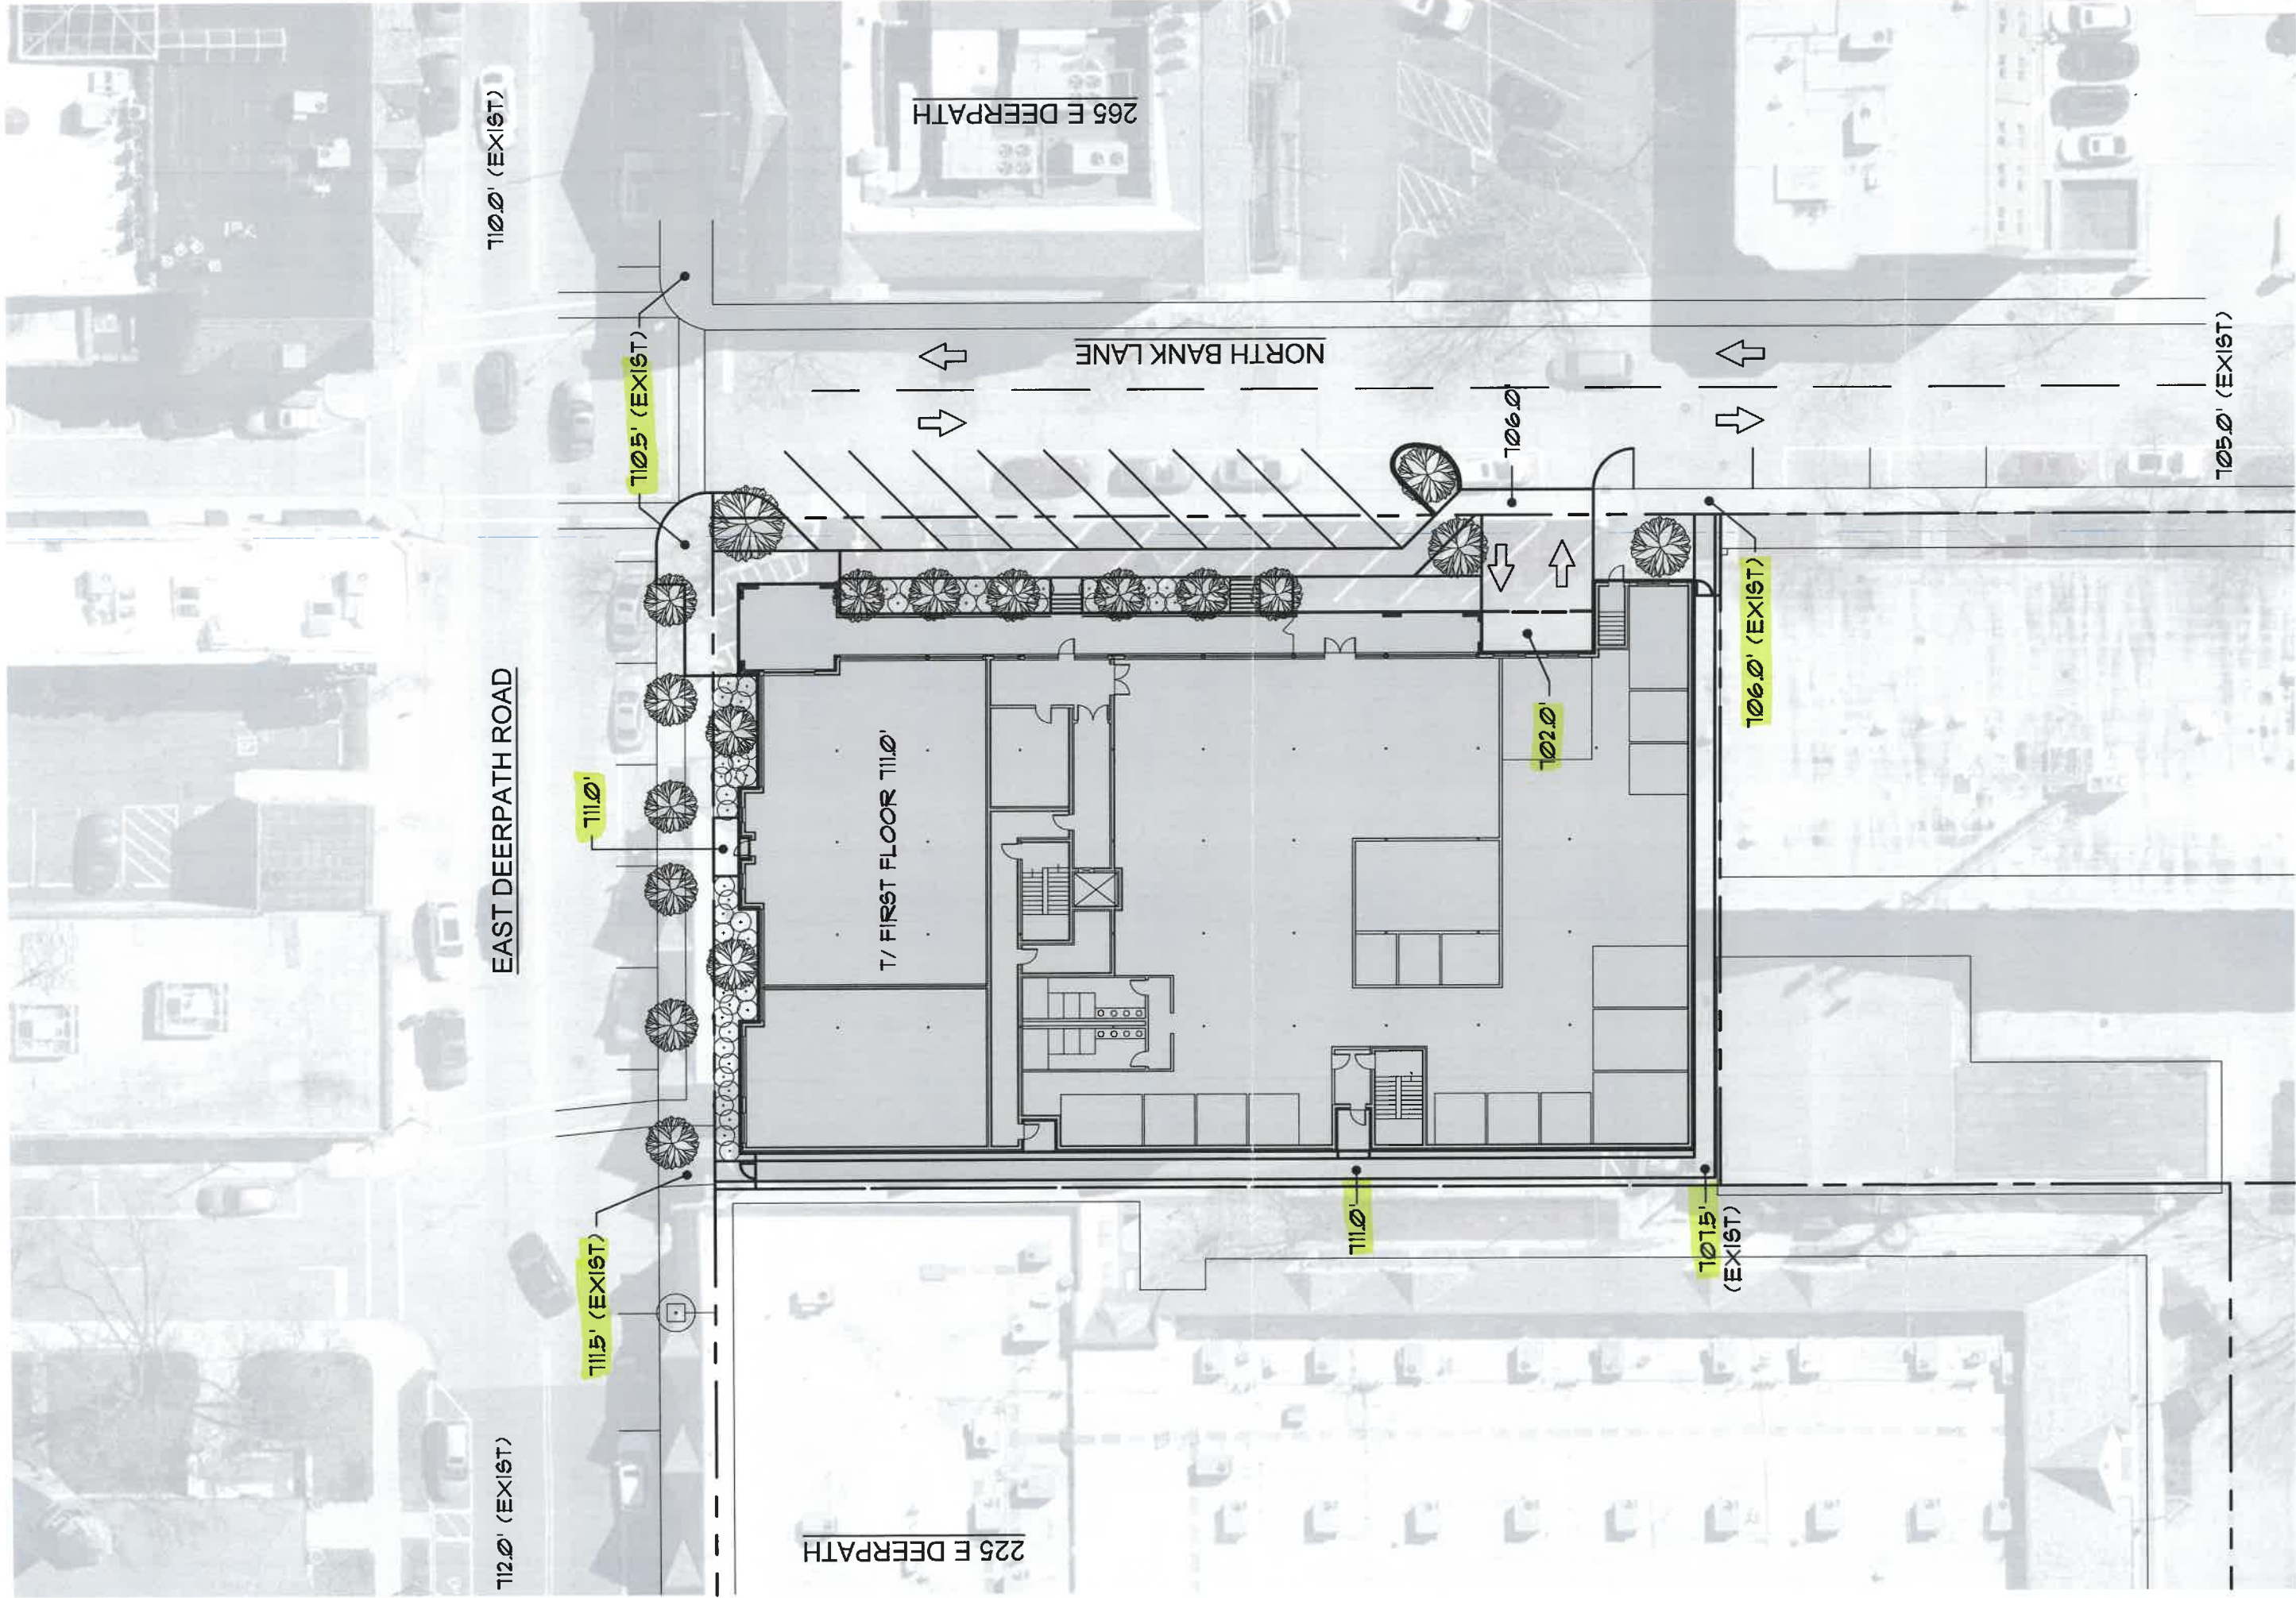 265 E DEERPATH
710.0' (EXIST)
710.5' (EXIST)
NORTH BANK LANE
706.0'
705.0' (EXIST)
EAST DEERPATH ROAD
711.0'
T/ FIRST FLOOR 711.0'
702.0'
706.0' (EXIST)
711.5' (EXIST)
711.0'
707.5'
(EXIST)
712.0' (EXIST)
225 E DEERPATH